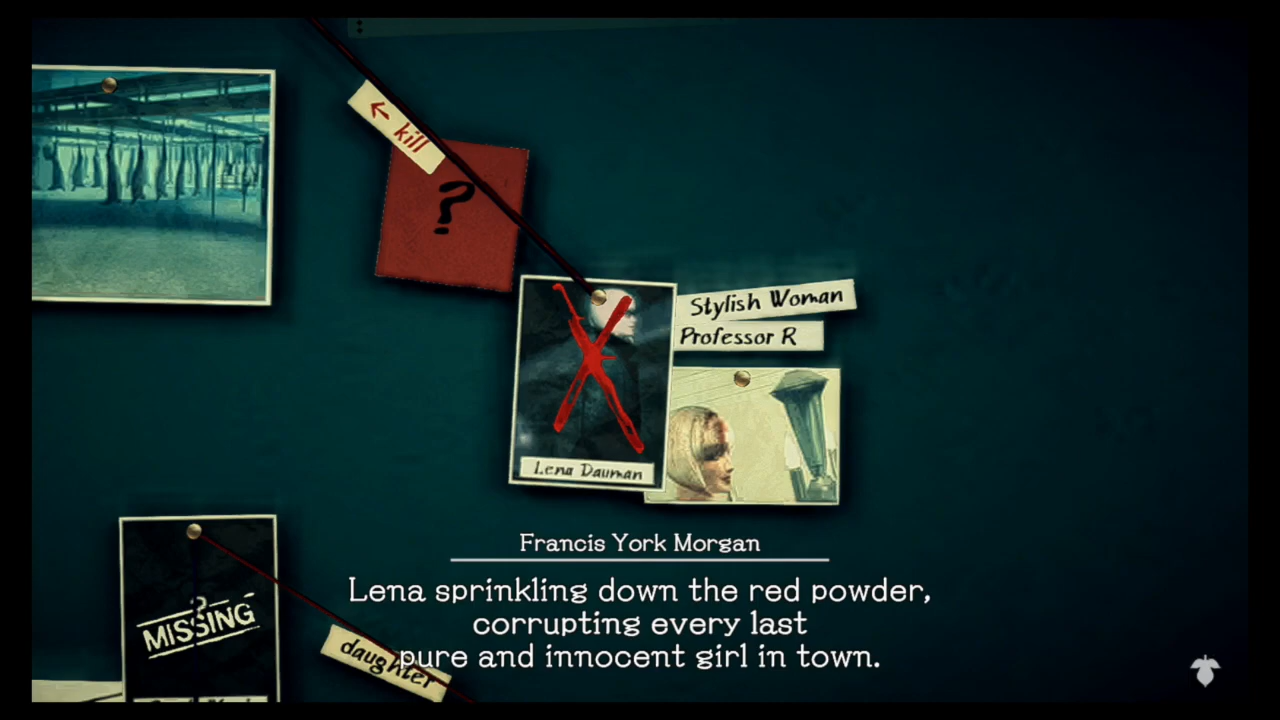 ← kill
?
Stylish Woman
Professor R
Lena Dauman
Francis York Morgan
Lena sprinkling down the red powder,
corrupting every last
pure and innocent girl in town.
?
MISSING
daughter